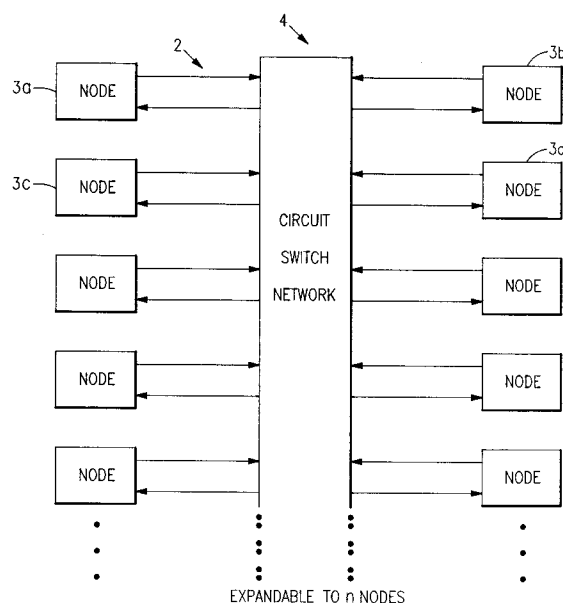 4
2
3a
NODE
3b
NODE
3c
NODE
3d
NODE
CIRCUIT
SWITCH
NETWORK
NODE
NODE
NODE
NODE
NODE
NODE
EXPANDABLE TO n NODES